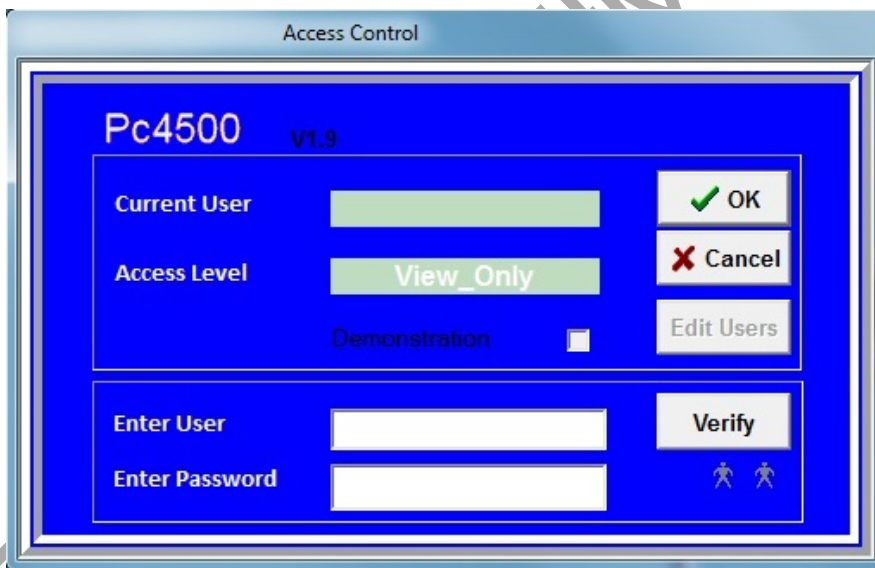 Access Control
Pc4500 V1.9
Current User
OK
Access Level View_Only
Cancel
Demonstration
Edit Users
Enter User
Verify
Enter Password